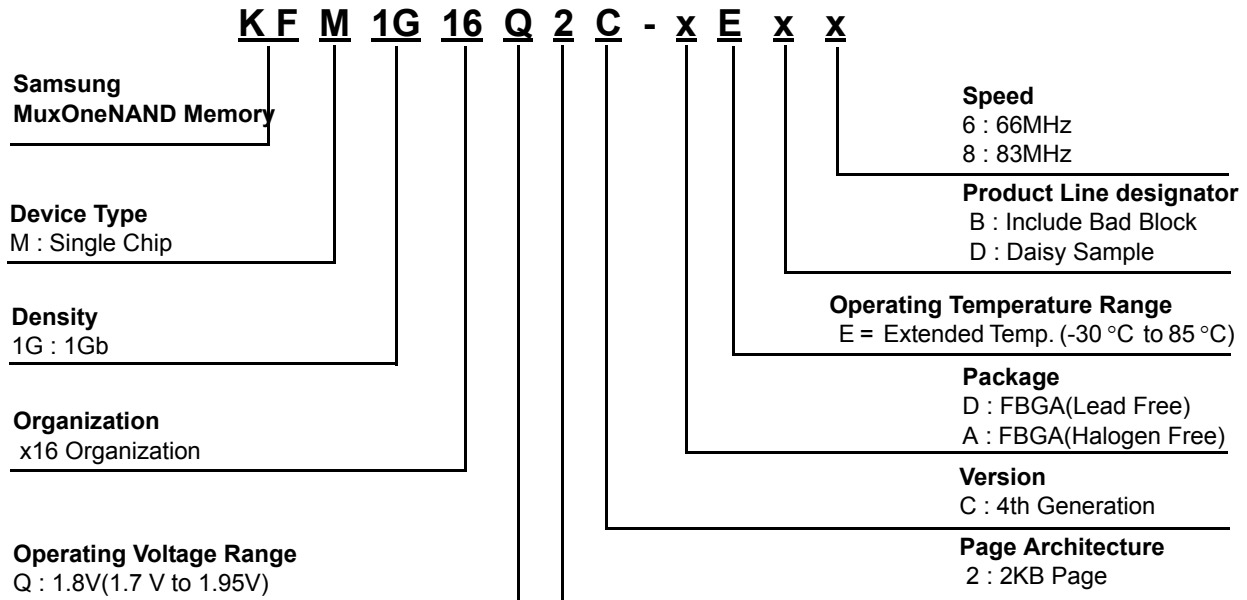 K F M 1G 16 Q 2 C - x E x x
Samsung
MuxOneNAND Memory
Device Type
M : Single Chip
Density
1G : 1Gb
Organization
x16 Organization
Operating Voltage Range
Q : 1.8V(1.7 V to 1.95V)
Speed
6 : 66MHz
8 : 83MHz
Product Line designator
B : Include Bad Block
D : Daisy Sample
Operating Temperature Range
E = Extended Temp. (-30 °C to 85 °C)
Package
D : FBGA(Lead Free)
A : FBGA(Halogen Free)
Version
C : 4th Generation
Page Architecture
2 : 2KB Page